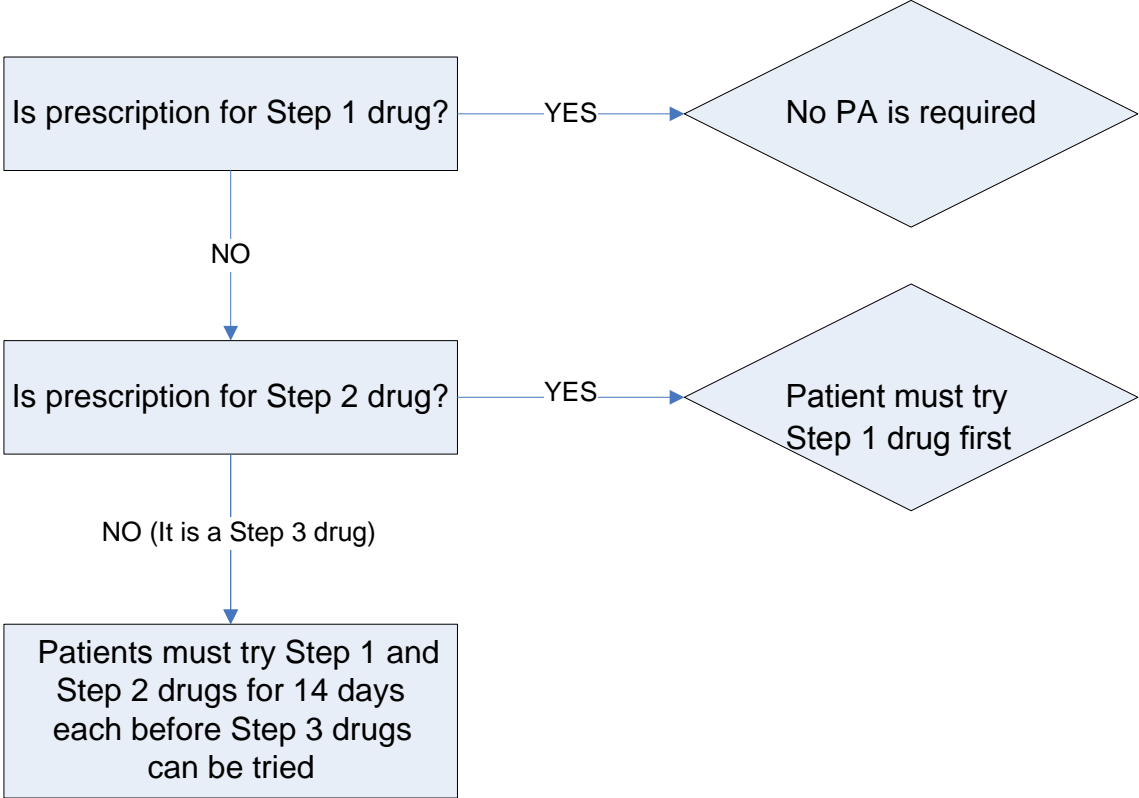 Is prescription for Step 1 drug?
YES
No PA is required
NO
Is prescription for Step 2 drug?
YES
Patient must try
Step 1 drug first
NO (It is a Step 3 drug)
Patients must try Step 1 and
Step 2 drugs for 14 days
each before Step 3 drugs
can be tried